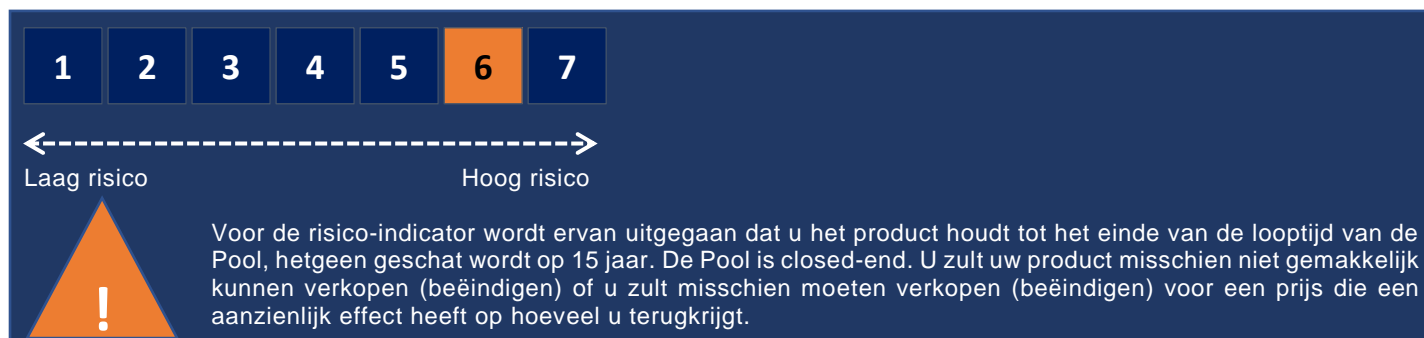 1 2 3 4 5 6 7
Laag risico Hoog risico
Voor de risico-indicator wordt ervan uitgegaan dat u het product houdt tot het einde van de looptijd van de
Pool, hetgeen geschat wordt op 15 jaar. De Pool is closed-end. U zult uw product misschien niet gemakkelijk
kunnen verkopen (beëindigen) of u zult misschien moeten verkopen (beëindigen) voor een prijs die een
aanzienlijk effect heeft op hoeveel u terugkrijgt.
!